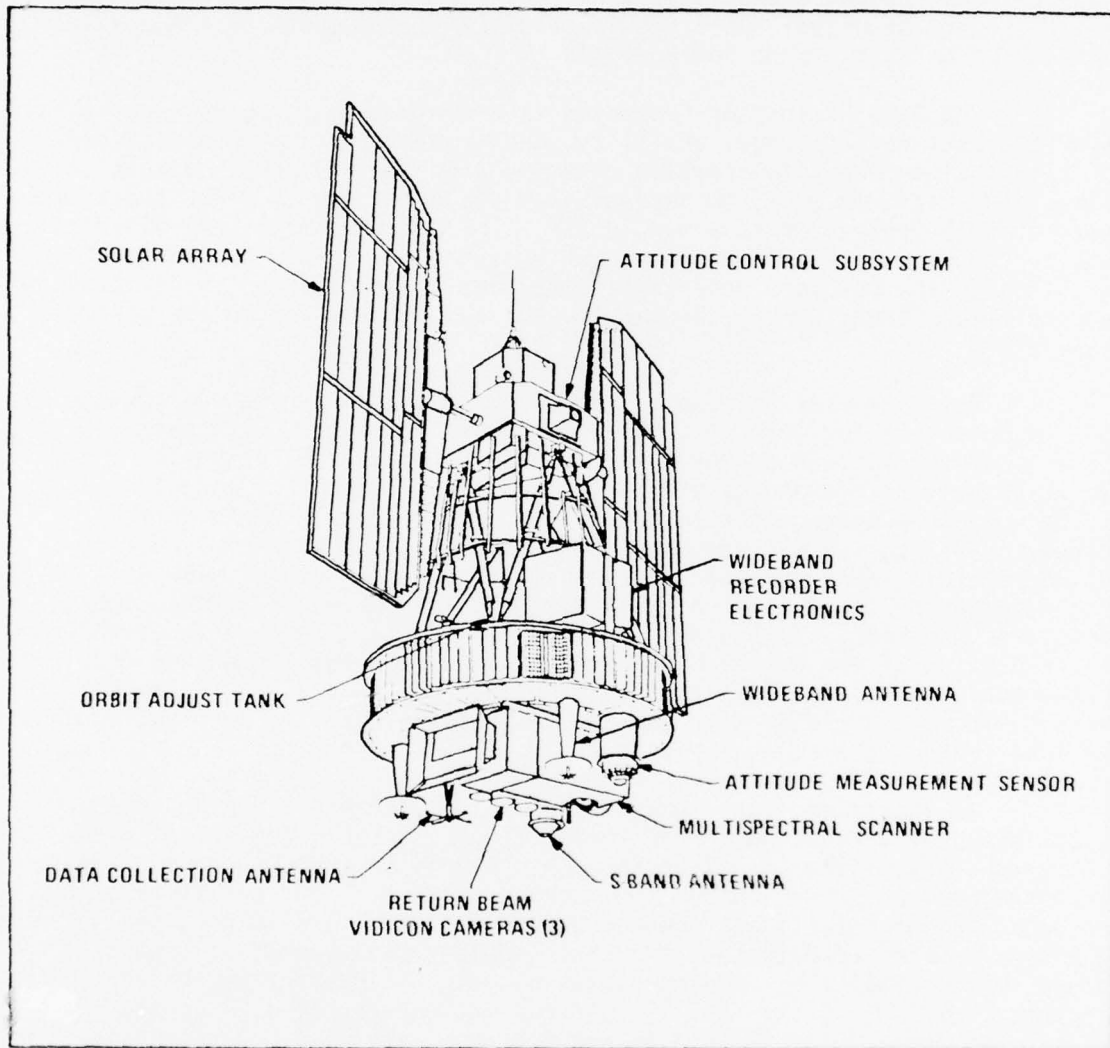 SOLAR ARRAY
ATTITUDE CONTROL SUBSYSTEM
WIDEBAND
RECORDER
ELECTRONICS
ORBIT ADJUST TANK
WIDEBAND ANTENNA
ATTITUDE MEASUREMENT SENSOR
MULTISPECTRAL SCANNER
DATA COLLECTION ANTENNA
S BAND ANTENNA
RETURN BEAM
VIDICON CAMERAS (3)